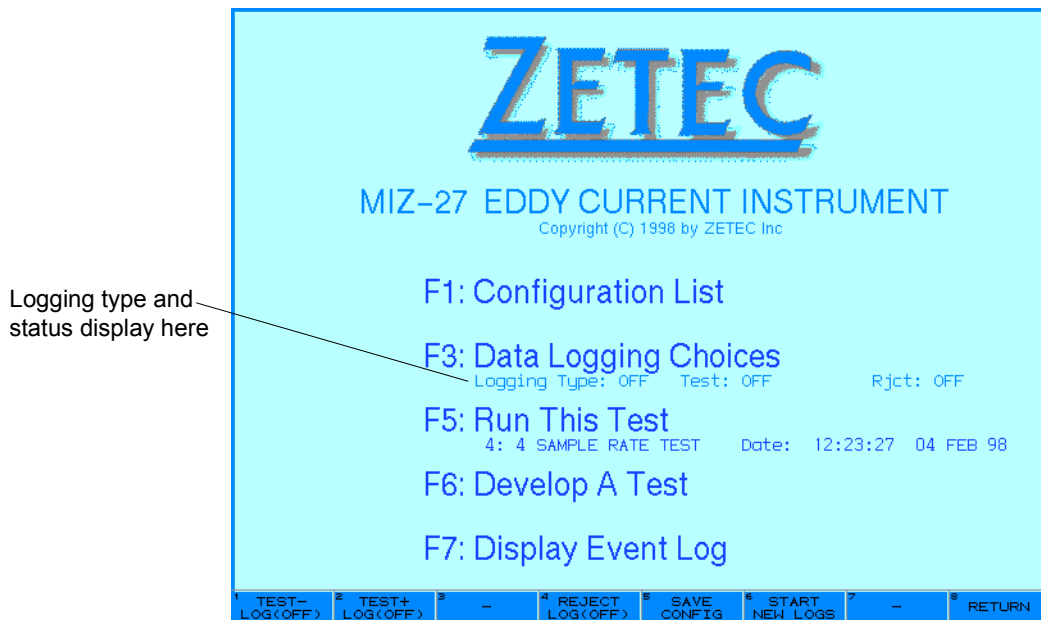 ZETEC
MIZ-27 EDDY CURRENT INSTRUMENT
Copyright (C) 1998 by ZETEC Inc
F1: Configuration List
Logging type and
status display here
F3: Data Logging Choices
Logging Type: OFF Test: OFF Rjct: OFF
F5: Run This Test
4: 4 SAMPLE RATE TEST Date: 12:23:27 04 FEB 98
F6: Develop A Test
F7: Display Event Log
1 TEST- LOG(OFF)
2 TEST+ LOG(OFF)
3 -
4 REJECT LOG(OFF)
5 SAVE CONFIG
6 START NEW LOGS
7 -
8 RETURN